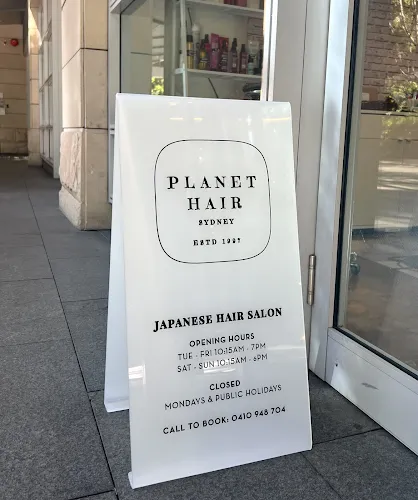 PLANET
HAIR
SYDNEY
ESTD 1997
JAPANESE HAIR SALON
OPENING HOURS
TUE - FRI 10:15AM - 7PM
SAT - SUN 10:15AM - 6PM
CLOSED
MONDAYS & PUBLIC HOLIDAYS
CALL TO BOOK: 0410 948 704